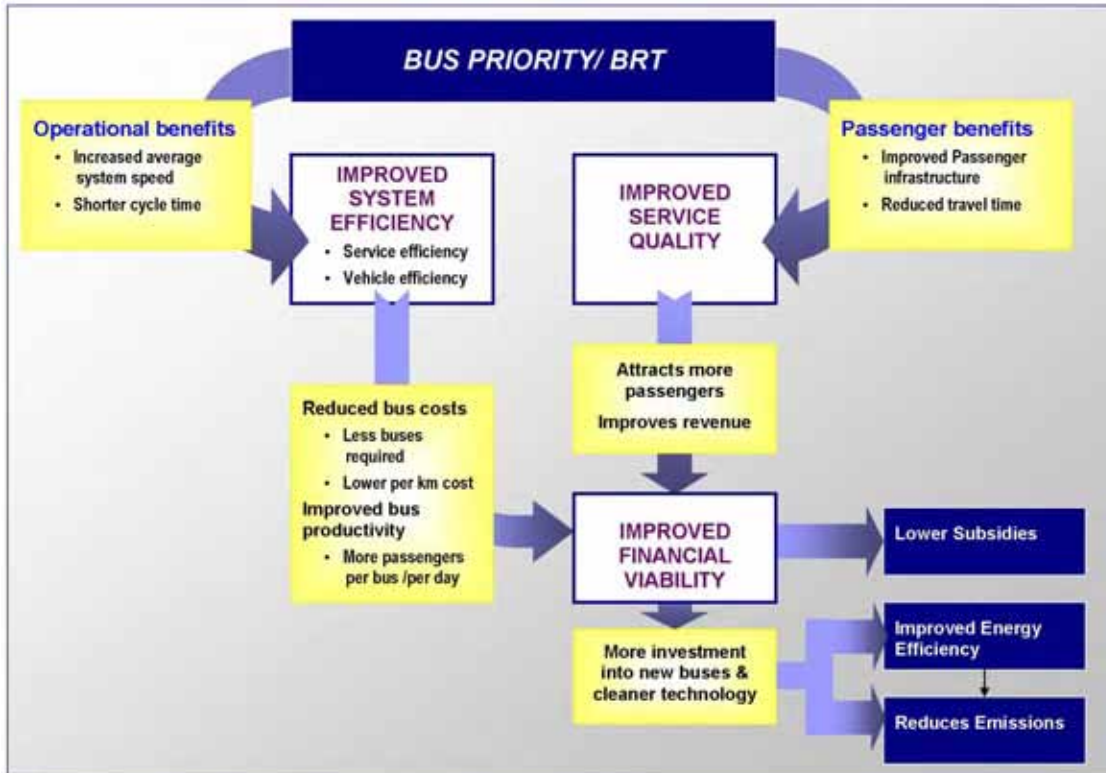 BUS PRIORITY/ BRT
Operational benefits
• Increased average
system speed
• Shorter cycle time
Passenger benefits
• Improved Passenger
infrastructure
• Reduced travel time
IMPROVED
SYSTEM
EFFICIENCY
• Service efficiency
• Vehicle efficiency
IMPROVED
SERVICE
QUALITY
Attracts more
passengers
Improves revenue
Reduced bus costs
• Less buses
required
• Lower per km cost
Improved bus
productivity
• More passengers
per bus /per day
IMPROVED
FINANCIAL
VIABILITY
Lower Subsidies
More investment
into new buses &
cleaner technology
Improved Energy
Efficiency
Reduces Emissions